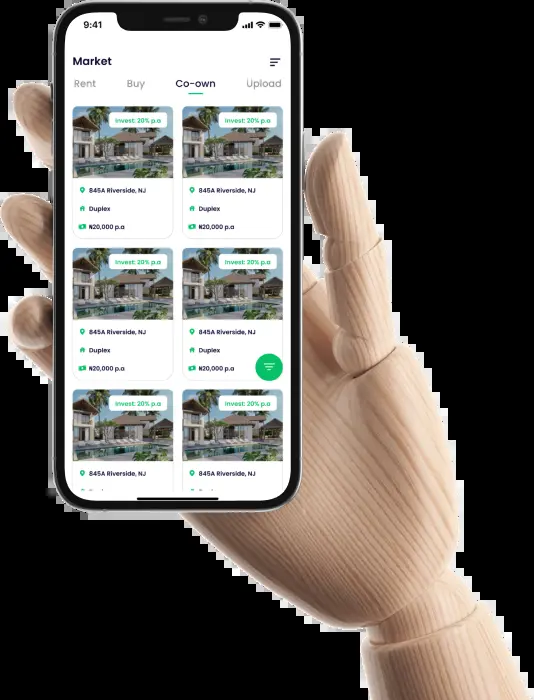 9:41
Market
Rent Buy Co-own Upload
Invest: 20% p.a Invest: 20% p.a
845A Riverside, NJ 845A Riverside, NJ
Duplex Duplex
₦20,000 p.a ₦20,000 p.a
Invest: 20% p.a Invest: 20% p.a
845A Riverside, NJ 845A Riverside, NJ
Duplex Duplex
₦20,000 p.a ₦20,000 p.a
Invest: 20% p.a Invest: 20% p.a
845A Riverside, NJ 845A Riverside, NJ